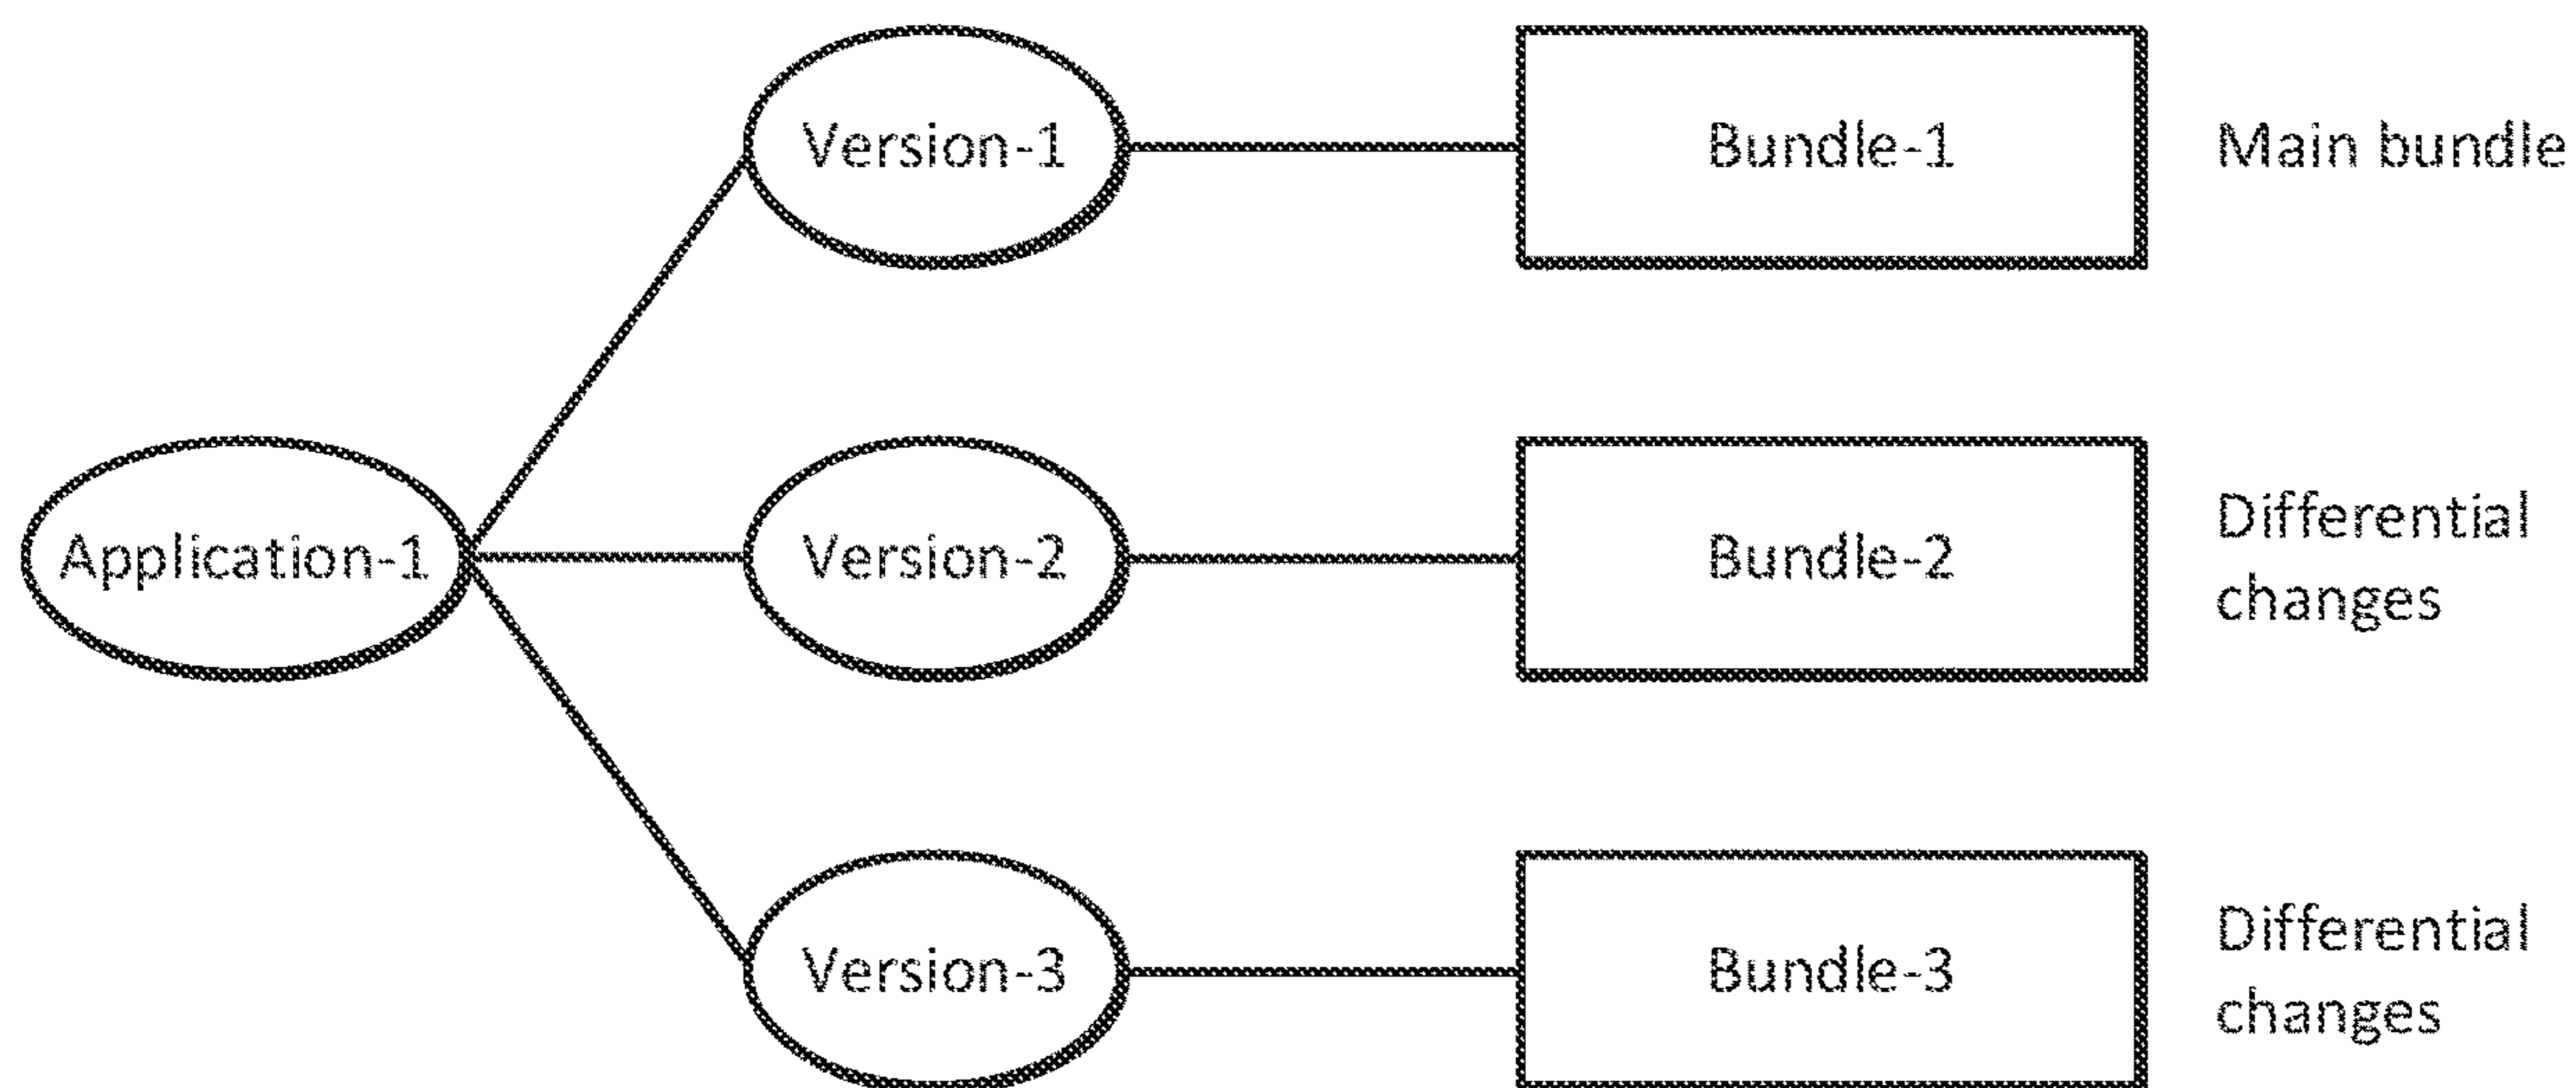 Version-1
Bundle-1
Main bundle
Application-1
Version-2
Bundle-2
Differential
changes
Version-3
Bundle-3
Differential
changes